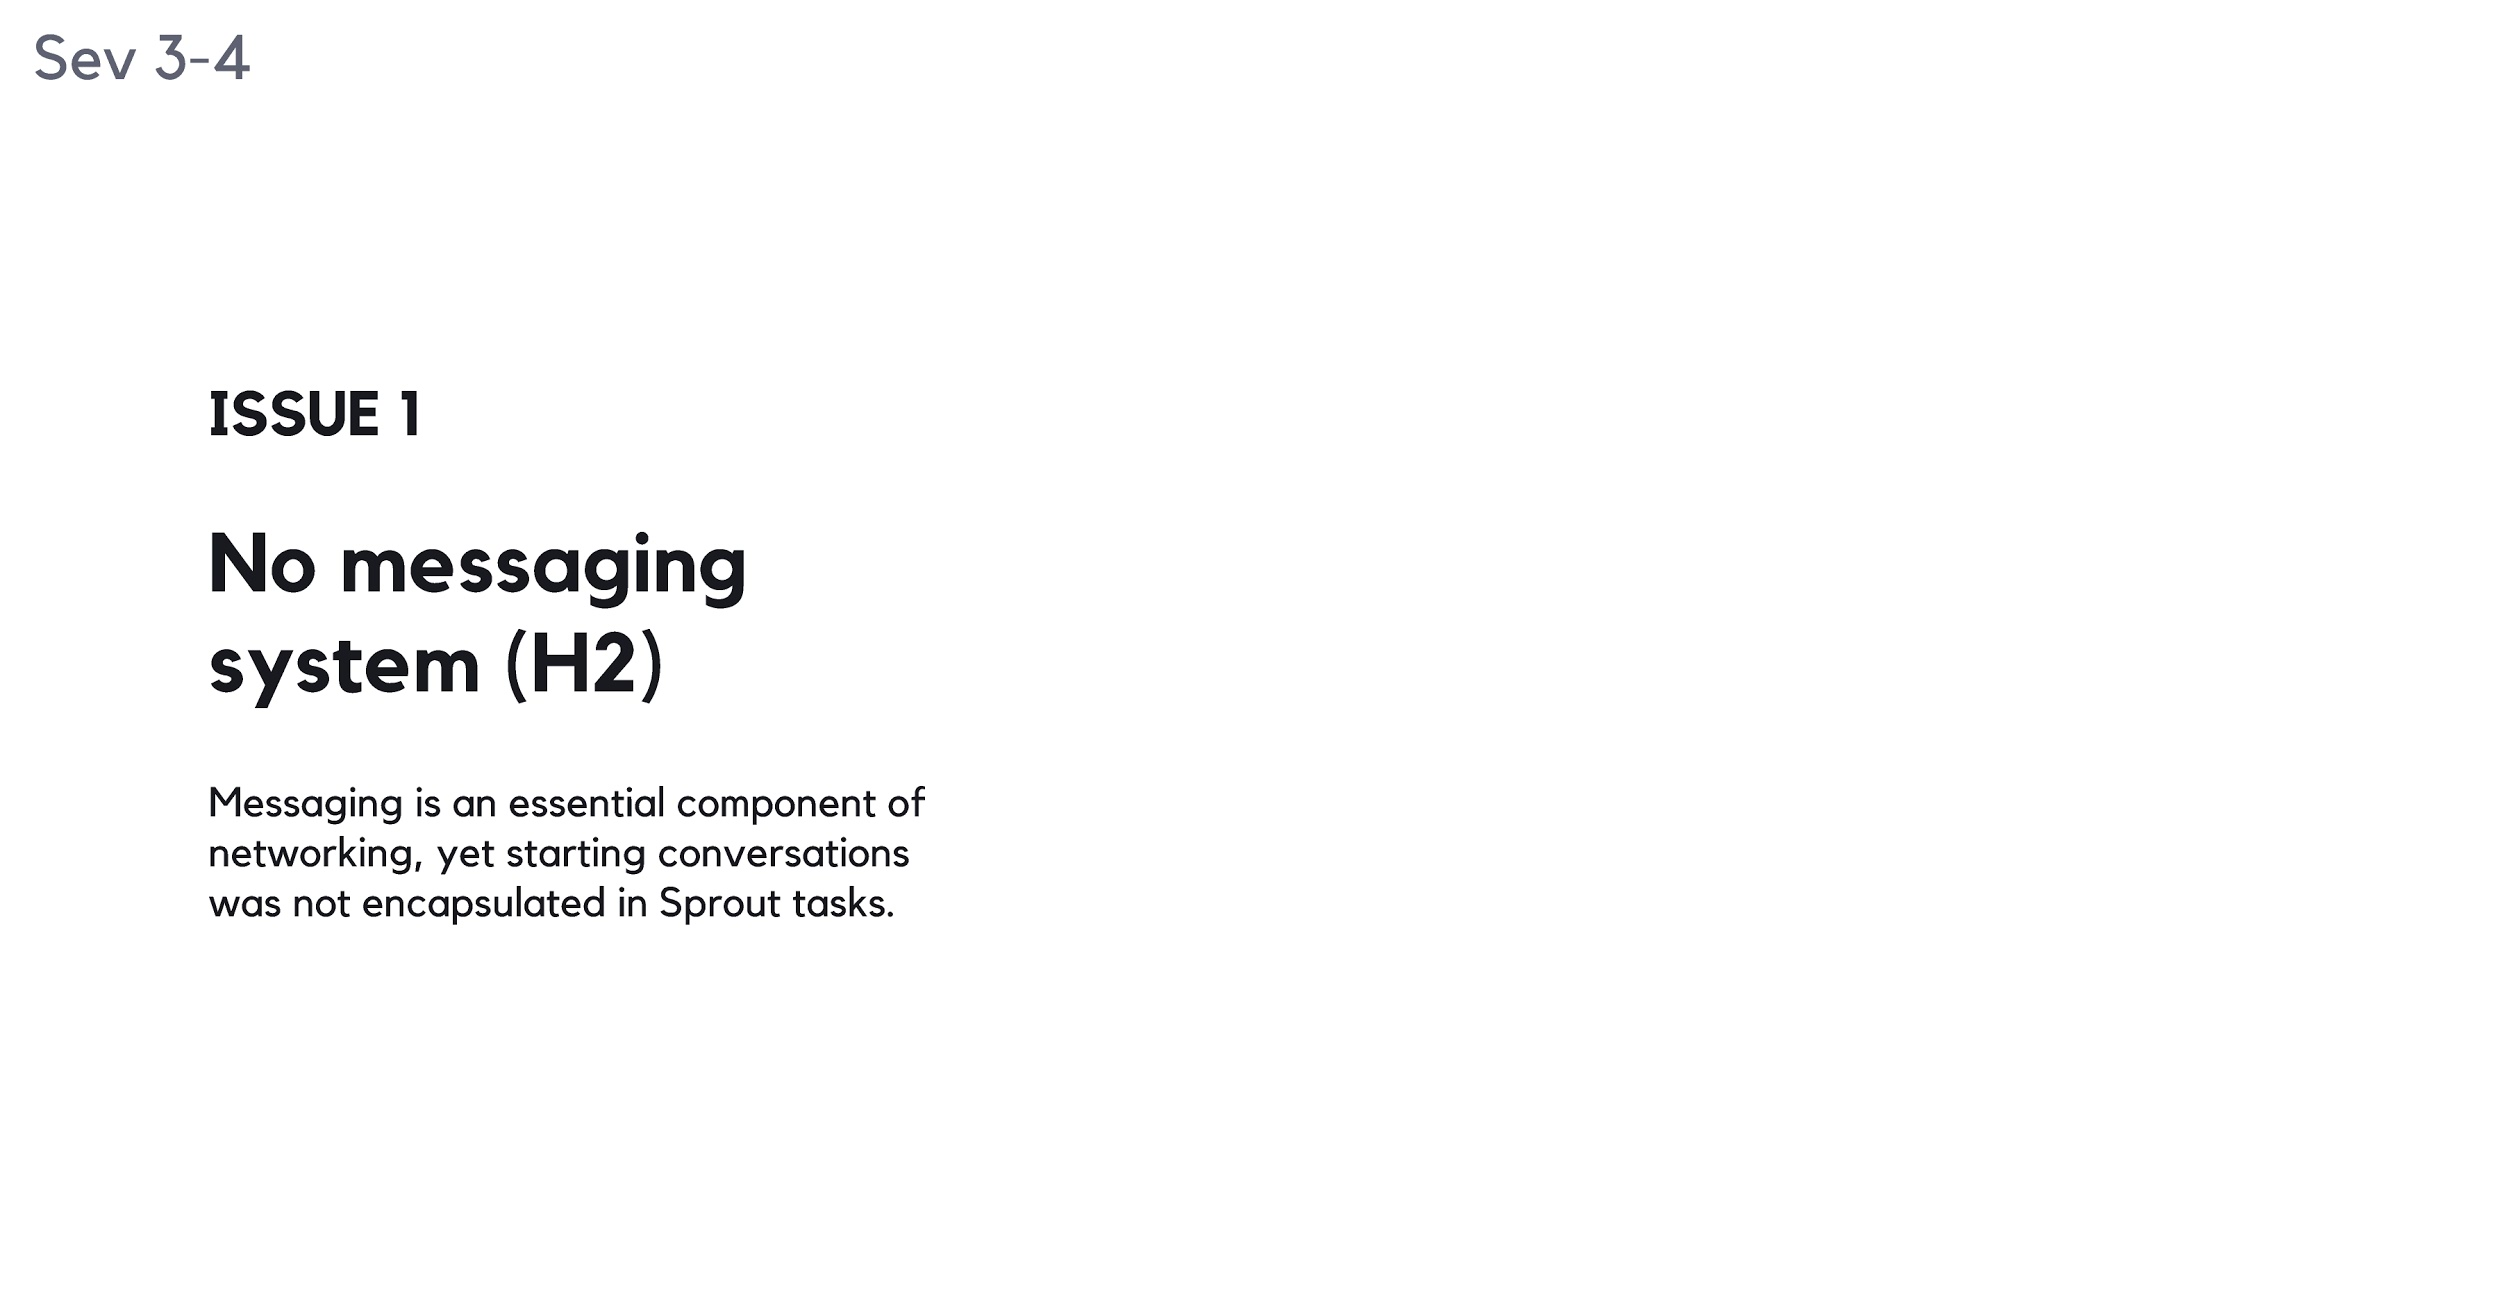 Sev 3-4
ISSUE 1
No messaging
system (H2)
Messaging is an essential component of
networking, yet starting conversations
was not encapsulated in Sprout tasks.